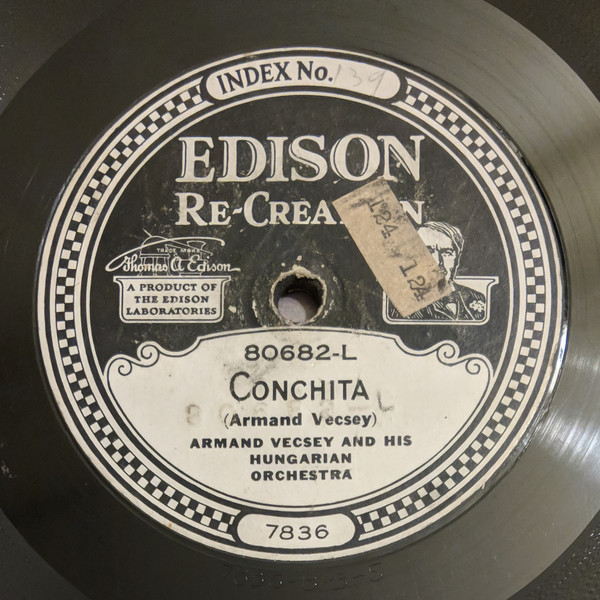 INDEX No. 139
EDISON
RE-CREA N
TRADE MARK
Thomas A Edison
A PRODUCT OF
THE EDISON
LABORATORIES
80682-L
CONCHITA
(Armand Vecsey)
ARMAND VECSEY AND HIS
HUNGARIAN
ORCHESTRA
7836